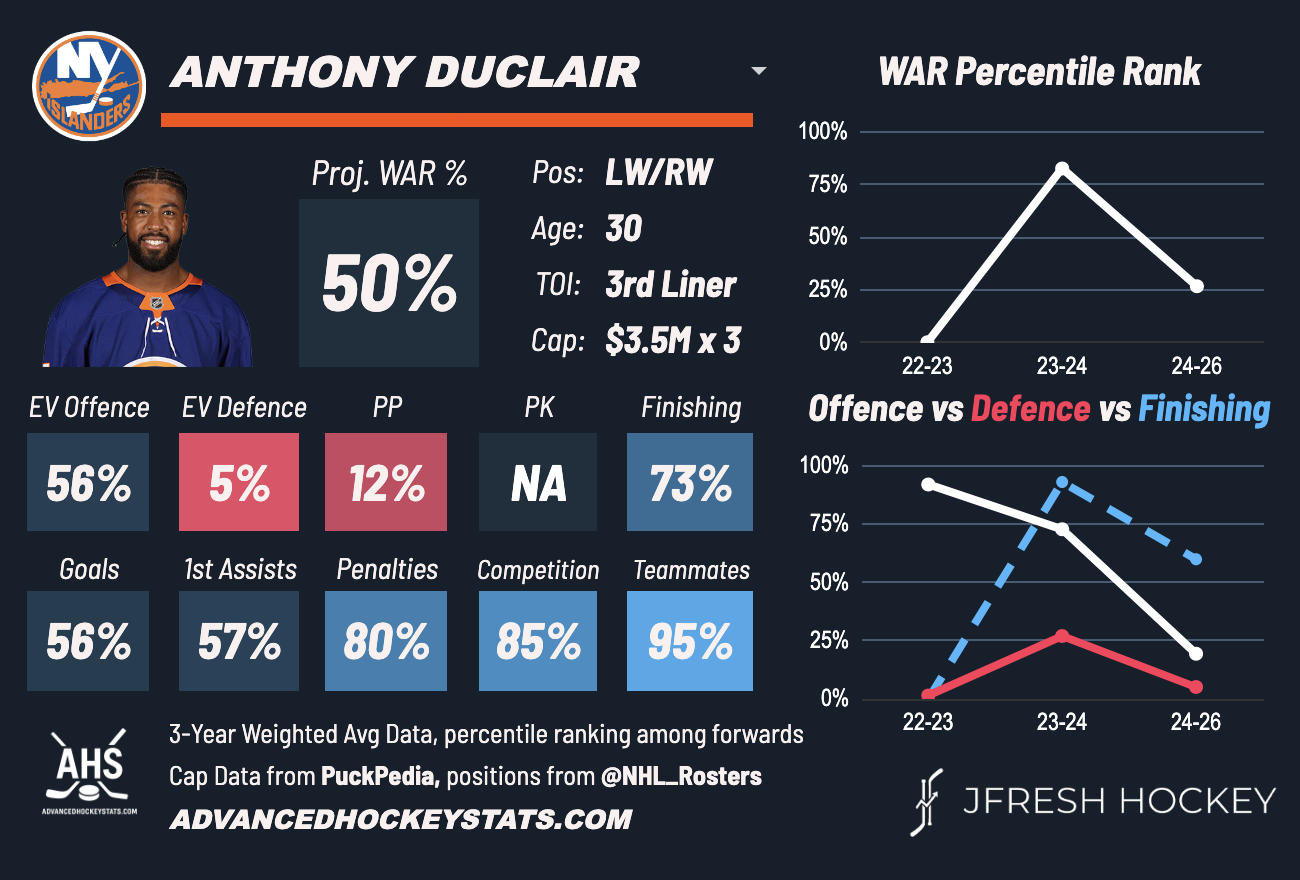 NY
ISLANDERS
ANTHONY DUCLAIR
WAR Percentile Rank
Proj. WAR %
50%
Pos: LW/RW
Age: 30
TOI: 3rd Liner
Cap: $3.5M x 3
100%
75%
50%
25%
0%
22-23 23-24 24-26
EV Offence EV Defence PP PK Finishing
56% 5% 12% NA 73%
Goals 1st Assists Penalties Competition Teammates
56% 57% 80% 85% 95%
Offence vs Defence vs Finishing
100%
75%
50%
25%
0%
22-23 23-24 24-26
AHS
ADVANCEDHOCKEYSTATS.COM
3-Year Weighted Avg Data, percentile ranking among forwards
Cap Data from PuckPedia, positions from @NHL_Rosters
ADVANCEDHOCKEYSTATS.COM
JFRESH HOCKEY